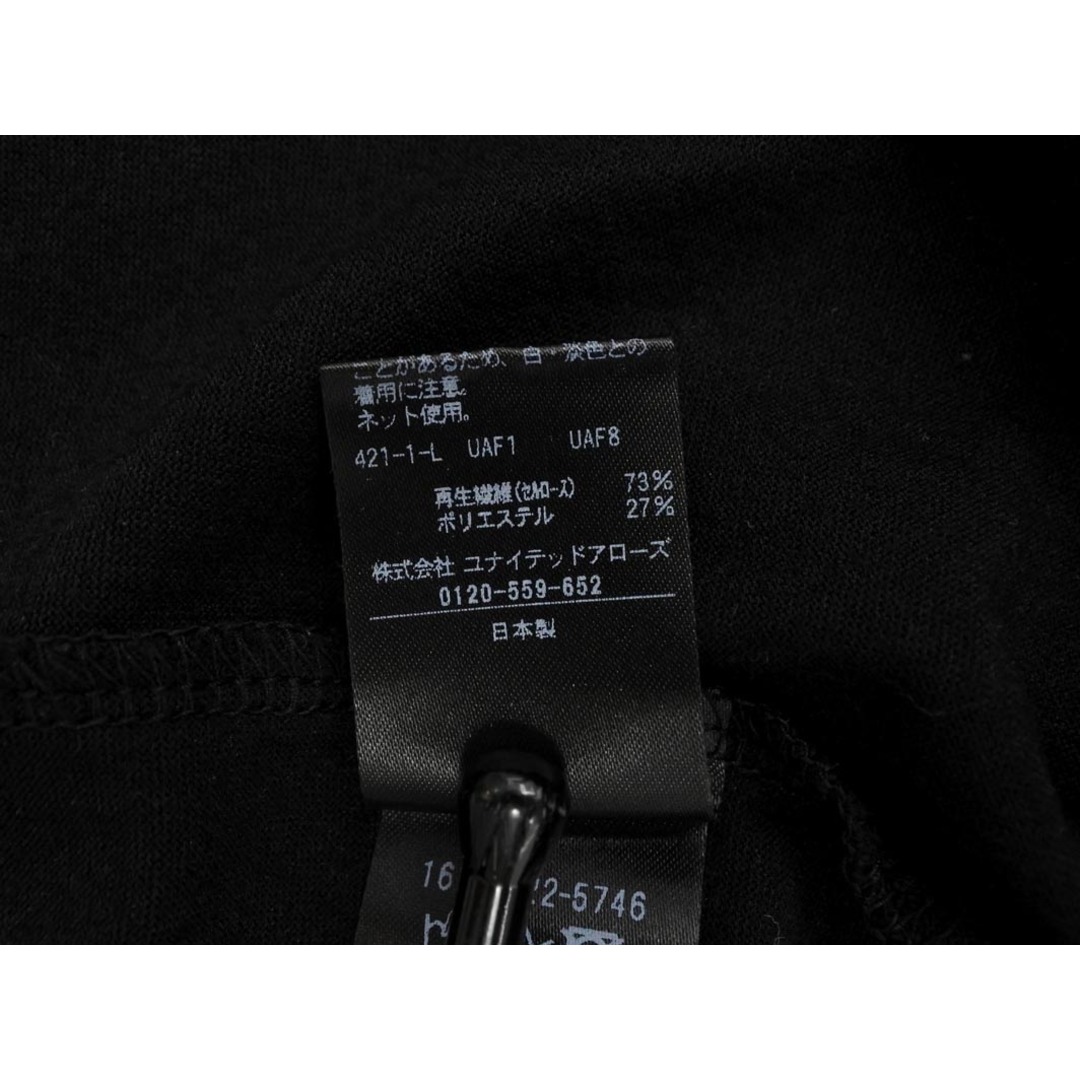 ことがあるため、白・淡色との
着用に注意。
ネット使用。
421-1-L UAF1 UAF8
再生繊維(セルロース) 73%
ポリエステル 27%
株式会社 ユナイテッドアローズ
0120-559-652
日本製
16 22-5746